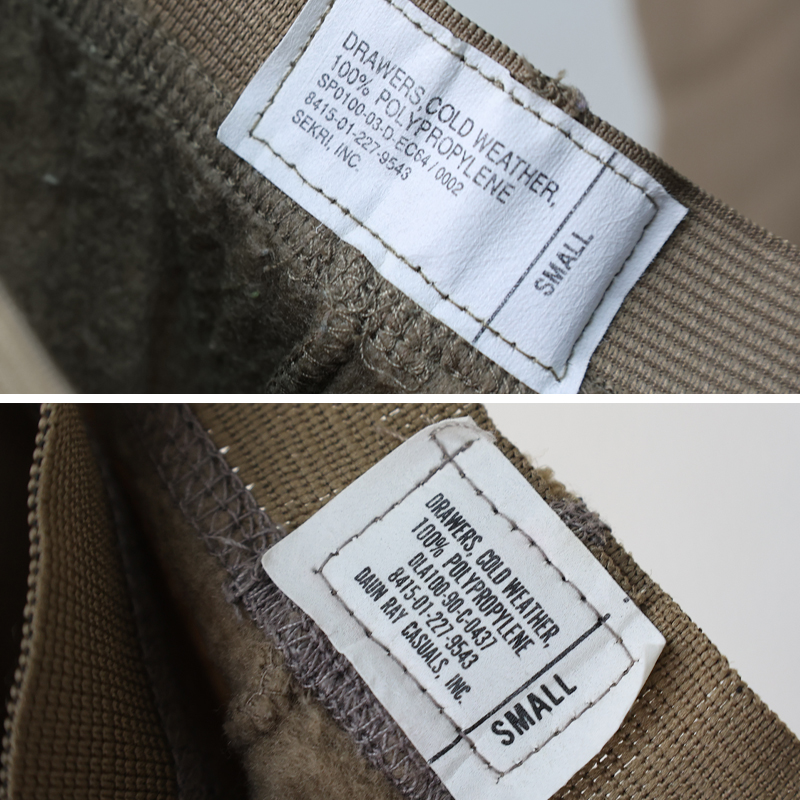 DRAWERS, COLD WEATHER,
100% POLYPROPYLENE
SP0100-03-D-EC64 / 0002
8415-01-227-9543
SEKRI, INC.
SMALL
DRAWERS, COLD WEATHER,
100% POLYPROPYLENE
DLA100-90-C-0437
8415-01-227-9543
DAUN RAY CASUALS, INC.
SMALL